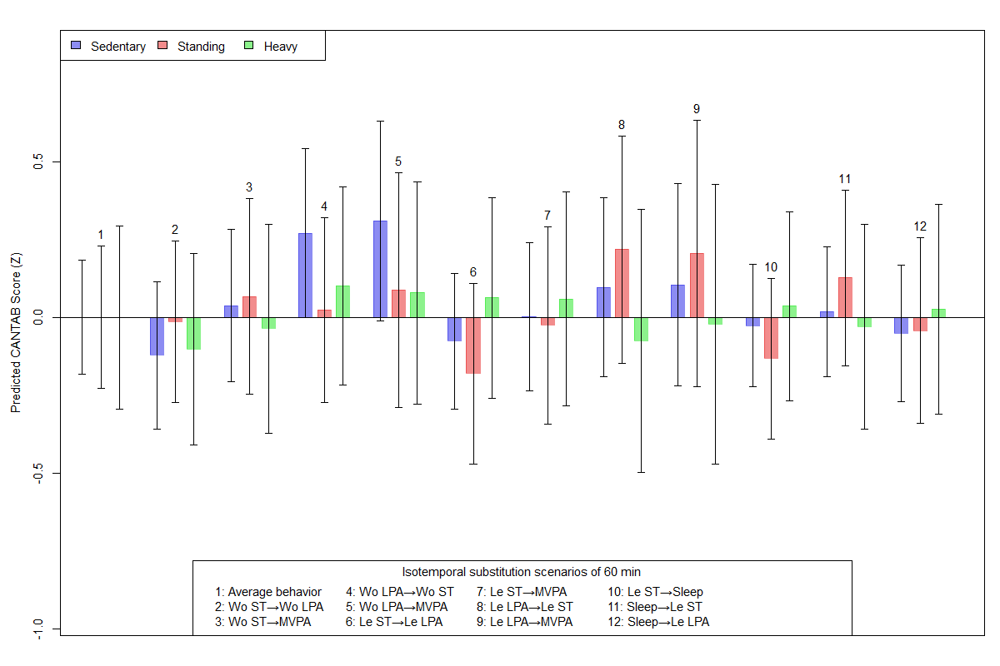 Sedentary Standing Heavy
9
8
11
5
3
4
7
12
2
1
10
6
0.5
0.0
-0.5
-1.0
Predicted CANTAB Score (Z)
Isotemporal substitution scenarios of 60 min
1: Average behavior 4: Wo LPA→Wo ST 7: Le ST→MVPA 10: Le ST→Sleep
2: Wo ST→Wo LPA 5: Wo LPA→MVPA 8: Le LPA→Le ST 11: Sleep→Le ST
3: Wo ST→MVPA 6: Le ST→Le LPA 9: Le LPA→MVPA 12: Sleep→Le LPA